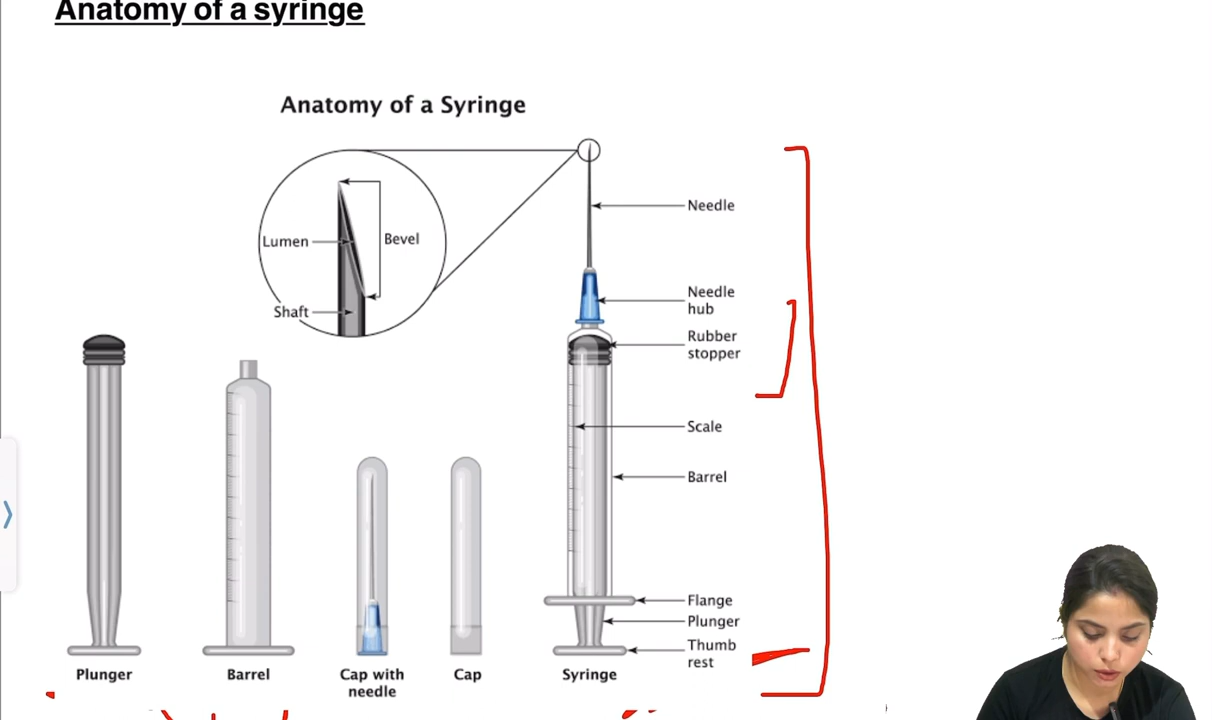 Anatomy of a syringe
Anatomy of a Syringe
Needle
Lumen
Bevel
Needle
hub
Shaft
Rubber
stopper
Scale
Barrel
Flange
Plunger
Thumb
rest
Plunger
Barrel
Cap with
needle
Cap
Syringe